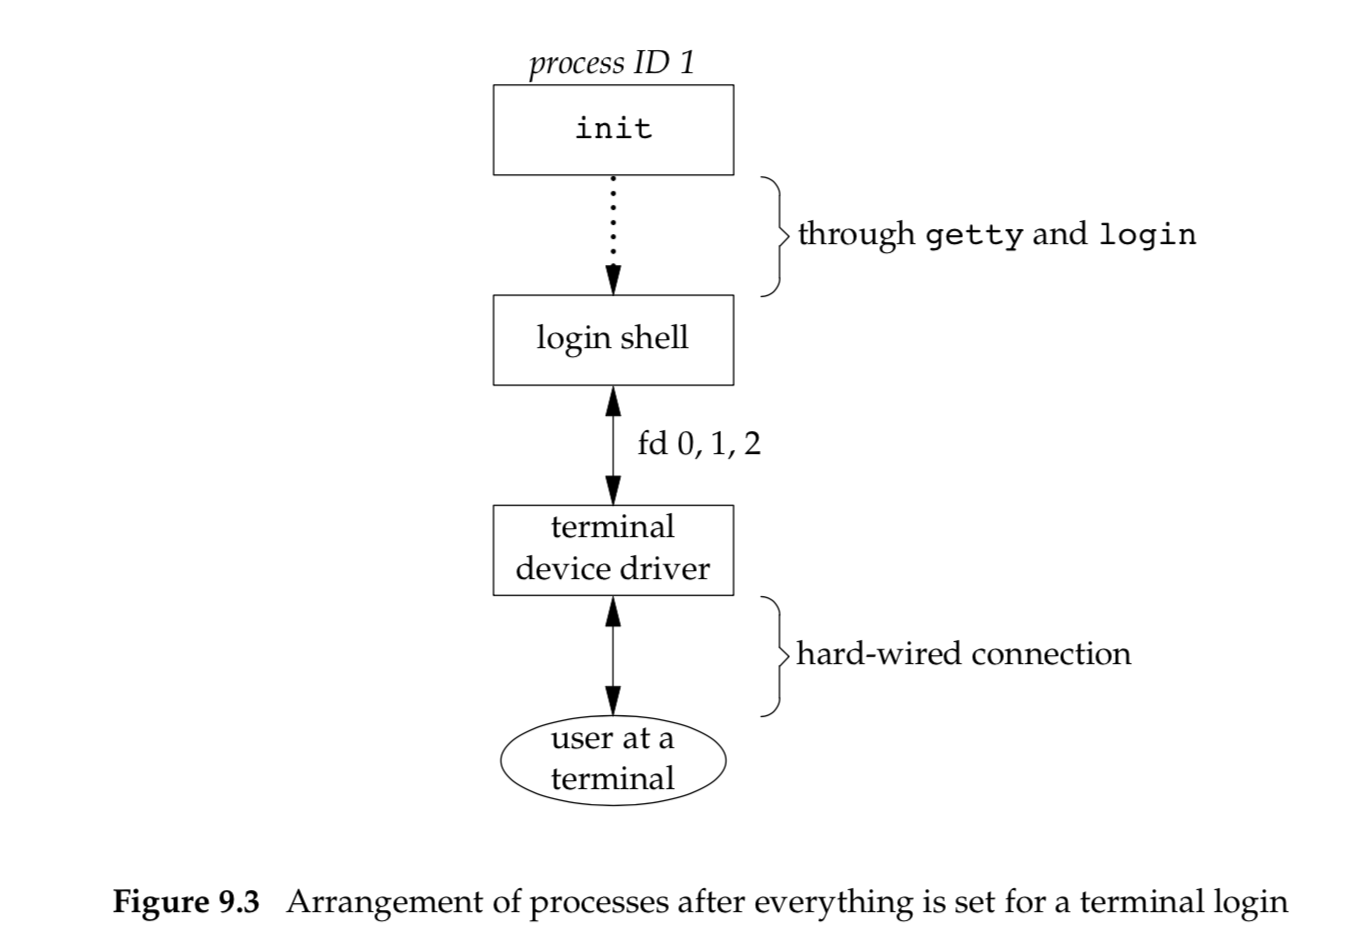 process ID 1
init
through getty and login
login shell
fd 0, 1, 2
terminal
device driver
hard-wired connection
user at a
terminal
Figure 9.3 Arrangement of processes after everything is set for a terminal login